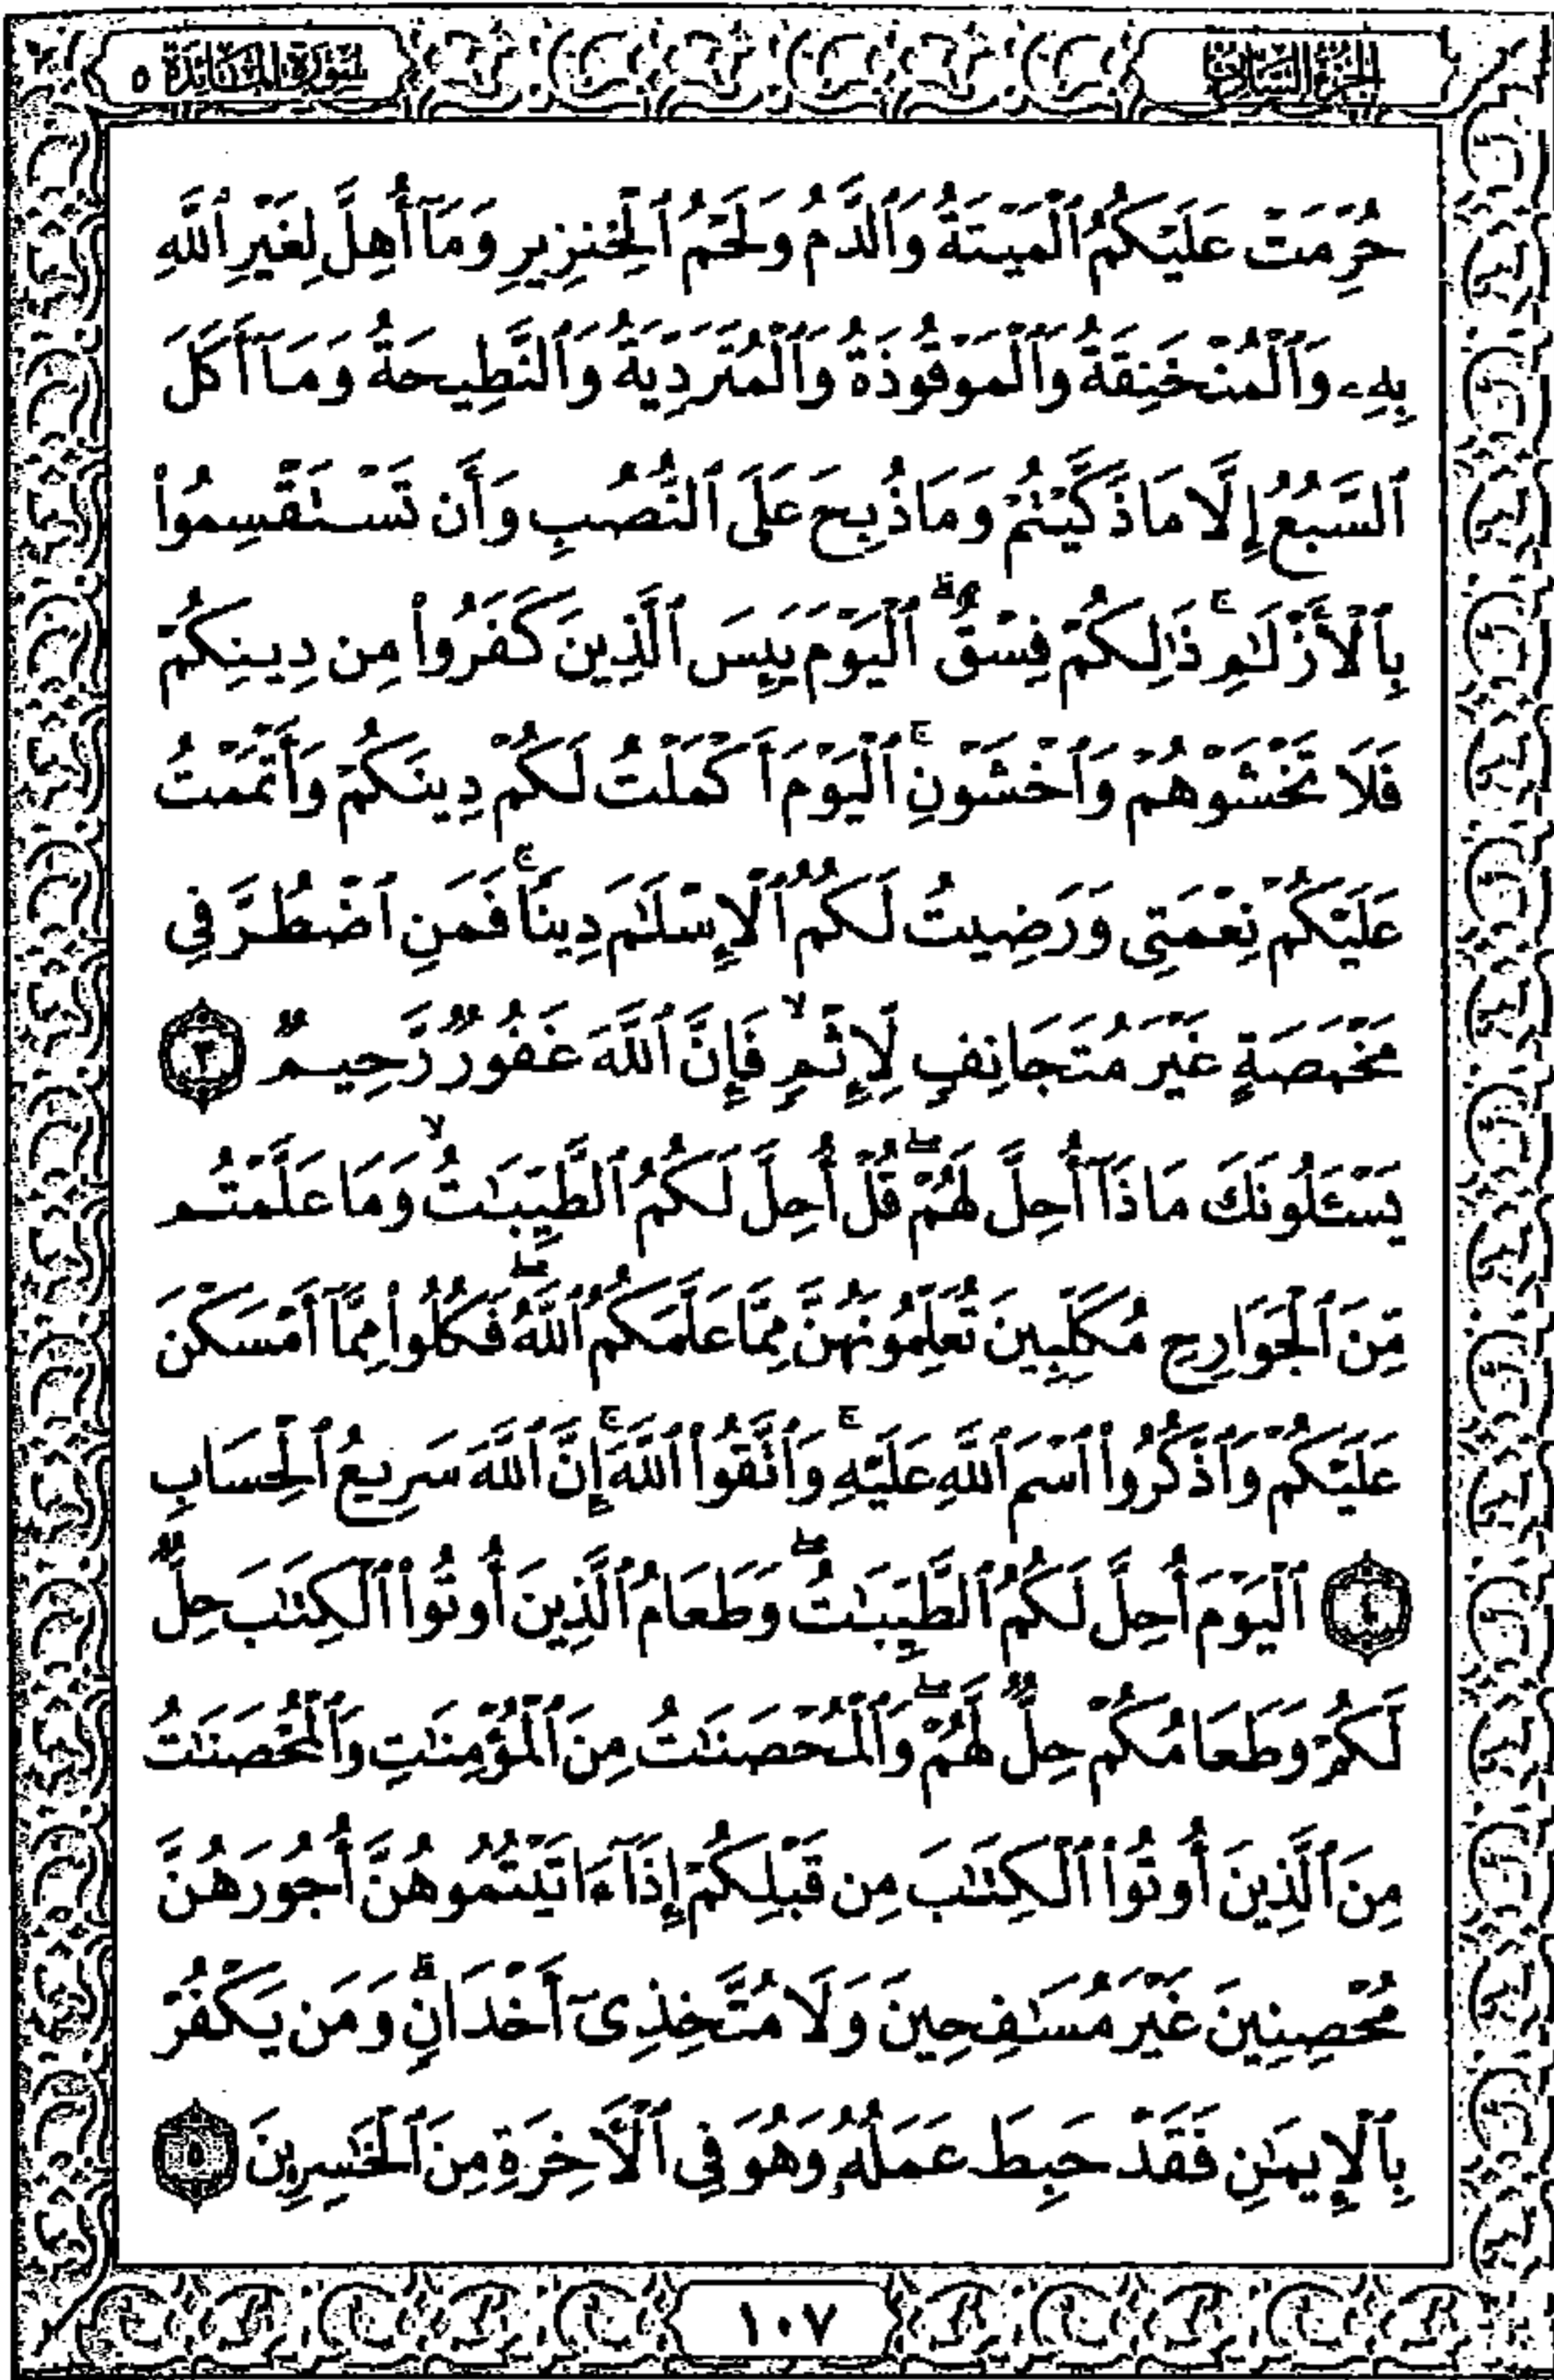 الجزء السادس
سورة المائدة ٥
حُرِّمَتْ عَلَيْكُمُ ٱلْمَيْتَةُ وَٱلدَّمُ وَلَحْمُ ٱلْخِنزِيرِ وَمَآ أُهِلَّ لِغَيْرِ ٱللَّهِ
بِهِۦ وَٱلْمُنْخَنِقَةُ وَٱلْمَوْقُوذَةُ وَٱلْمُتَرَدِّيَةُ وَٱلنَّطِيحَةُ وَمَآ أَكَلَ
ٱلسَّبُعُ إِلَّا مَا ذَكَّيْتُمْ وَمَا ذُبِحَ عَلَى ٱلنُّصُبِ وَأَن تَسْتَقْسِمُوا۟
بِٱلْأَزْلَـٰمِ ۚ ذَٰلِكُمْ فِسْقٌ ۗ ٱلْيَوْمَ يَئِسَ ٱلَّذِينَ كَفَرُوا۟ مِن دِينِكُمْ
فَلَا تَخْشَوْهُمْ وَٱخْشَوْنِ ۚ ٱلْيَوْمَ أَكْمَلْتُ لَكُمْ دِينَكُمْ وَأَتْمَمْتُ
عَلَيْكُمْ نِعْمَتِى وَرَضِيتُ لَكُمُ ٱلْإِسْلَـٰمَ دِينًا ۚ فَمَنِ ٱضْطُرَّ فِى
مَخْمَصَةٍ غَيْرَ مُتَجَانِفٍ لِّإِثْمٍ ۙ فَإِنَّ ٱللَّهَ غَفُورٌ رَّحِيمٌ ٣
يَسْـَٔلُونَكَ مَاذَآ أُحِلَّ لَهُمْ ۖ قُلْ أُحِلَّ لَكُمُ ٱلطَّيِّبَـٰتُ ۙ وَمَا عَلَّمْتُم
مِّنَ ٱلْجَوَارِحِ مُكَلِّبِينَ تُعَلِّمُونَهُنَّ مِمَّا عَلَّمَكُمُ ٱللَّهُ ۖ فَكُلُوا۟ مِمَّآ أَمْسَكْنَ
عَلَيْكُمْ وَٱذْكُرُوا۟ ٱسْمَ ٱللَّهِ عَلَيْهِ ۚ وَٱتَّقُوا۟ ٱللَّهَ ۚ إِنَّ ٱللَّهَ سَرِيعُ ٱلْحِسَابِ
٤ ٱلْيَوْمَ أُحِلَّ لَكُمُ ٱلطَّيِّبَـٰتُ ۖ وَطَعَامُ ٱلَّذِينَ أُوتُوا۟ ٱلْكِتَـٰبَ حِلٌّ
لَّكُمْ وَطَعَامُكُمْ حِلٌّ لَّهُمْ ۖ وَٱلْمُحْصَنَـٰتُ مِنَ ٱلْمُؤْمِنَـٰتِ وَٱلْمُحْصَنَـٰتُ
مِنَ ٱلَّذِينَ أُوتُوا۟ ٱلْكِتَـٰبَ مِن قَبْلِكُمْ إِذَآ ءَاتَيْتُمُوهُنَّ أُجُورَهُنَّ
مُحْصِنِينَ غَيْرَ مُسَـٰفِحِينَ وَلَا مُتَّخِذِىٓ أَخْدَانٍ ۗ وَمَن يَكْفُرْ
بِٱلْإِيمَـٰنِ فَقَدْ حَبِطَ عَمَلُهُۥ وَهُوَ فِى ٱلْـَٔاخِرَةِ مِنَ ٱلْخَـٰسِرِينَ ٥
١٠٧